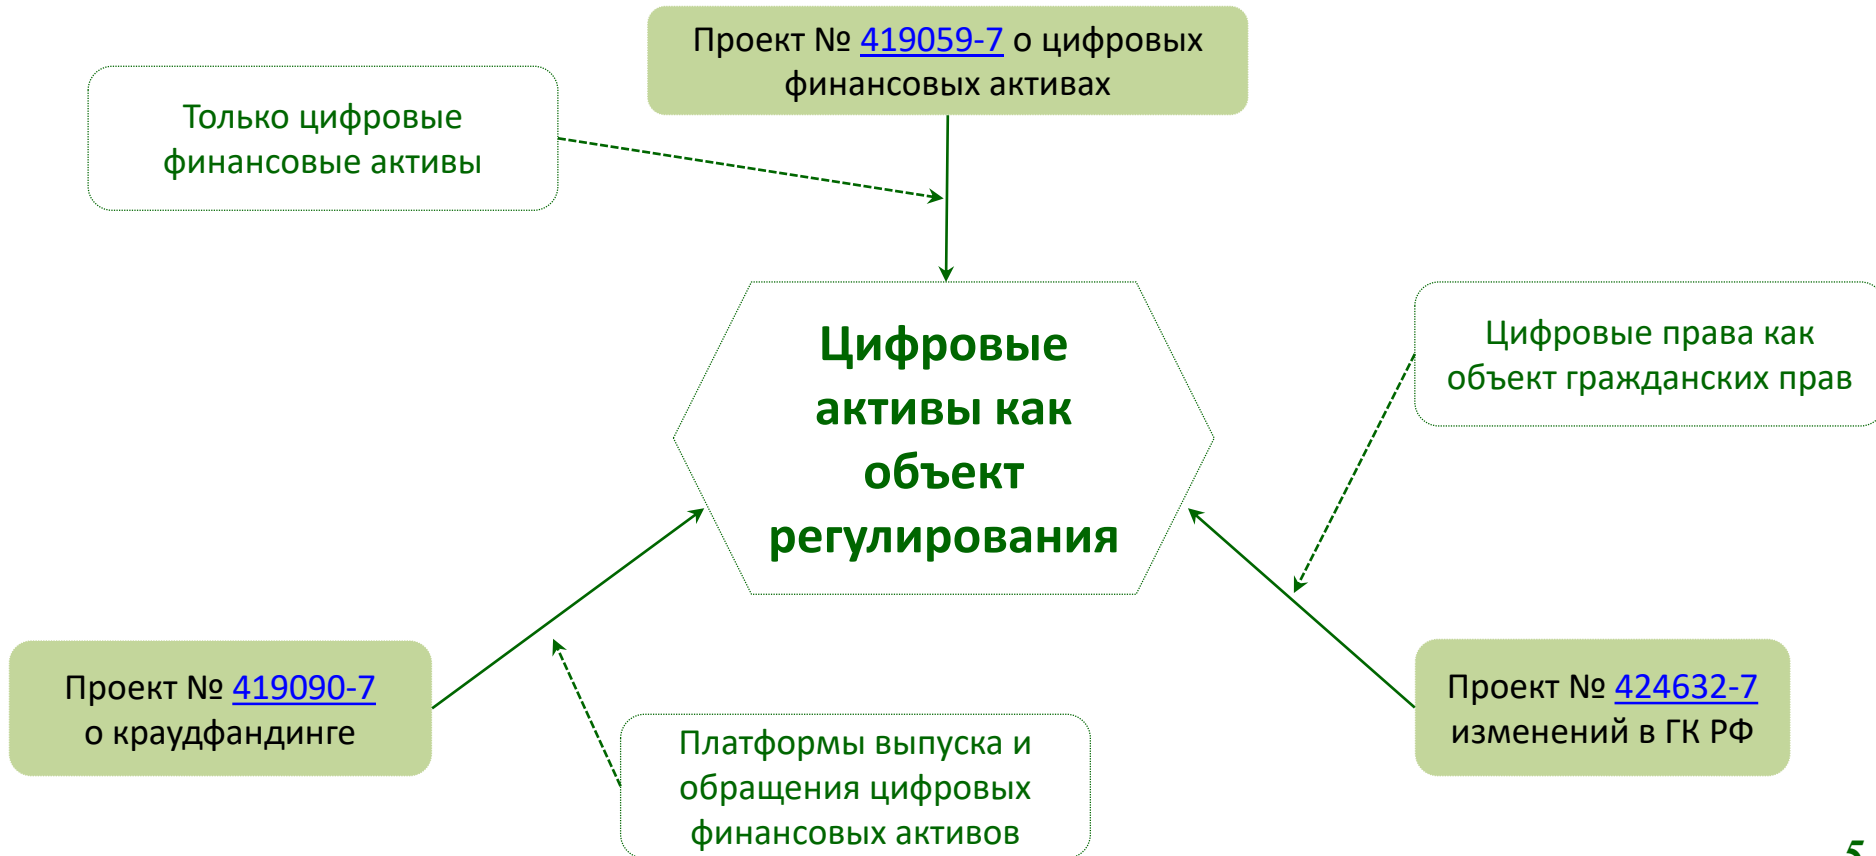 Проект № 419059-7 о цифровых
финансовых активах
Только цифровые
финансовые активы
Цифровые права как
объект гражданских прав
Цифровые
активы как
объект
регулирования
Проект № 419090-7
о краудфандинге
Проект № 424632-7
изменений в ГК РФ
Платформы выпуска и
обращения цифровых
финансовых активов
5